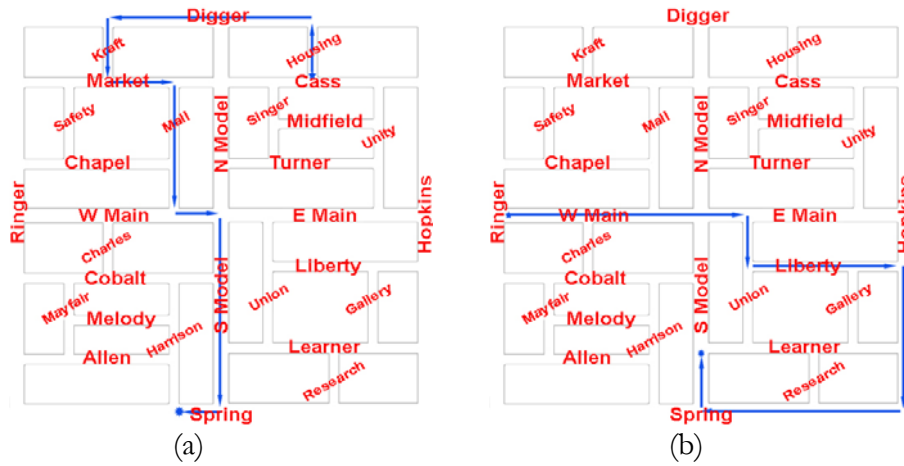 Digger
Kraft
Housing
Market
Cass
Safety
Mall
N Model
Singer
Midfield
Unity
Chapel
Turner
Ringer
W Main
E Main
Hopkins
Charles
Cobalt
S Model
Liberty
Mayfair
Union
Gallery
Melody
Harrison
Allen
Learner
Research
Spring
(a)
Digger
Kraft
Housing
Market
Cass
Safety
Mall
N Model
Singer
Midfield
Unity
Chapel
Turner
Ringer
W Main
E Main
Hopkins
Charles
Cobalt
S Model
Liberty
Mayfair
Union
Gallery
Melody
Harrison
Allen
Learner
Research
Spring
(b)